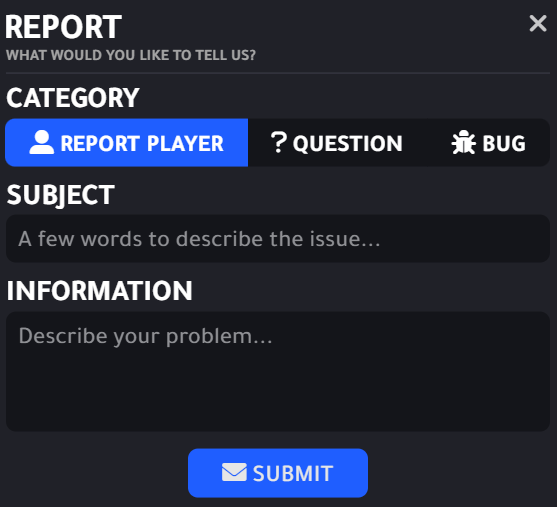 REPORT
WHAT WOULD YOU LIKE TO TELL US?
CATEGORY
REPORT PLAYER ? QUESTION BUG
SUBJECT
A few words to describe the issue...
INFORMATION
Describe your problem...
SUBMIT